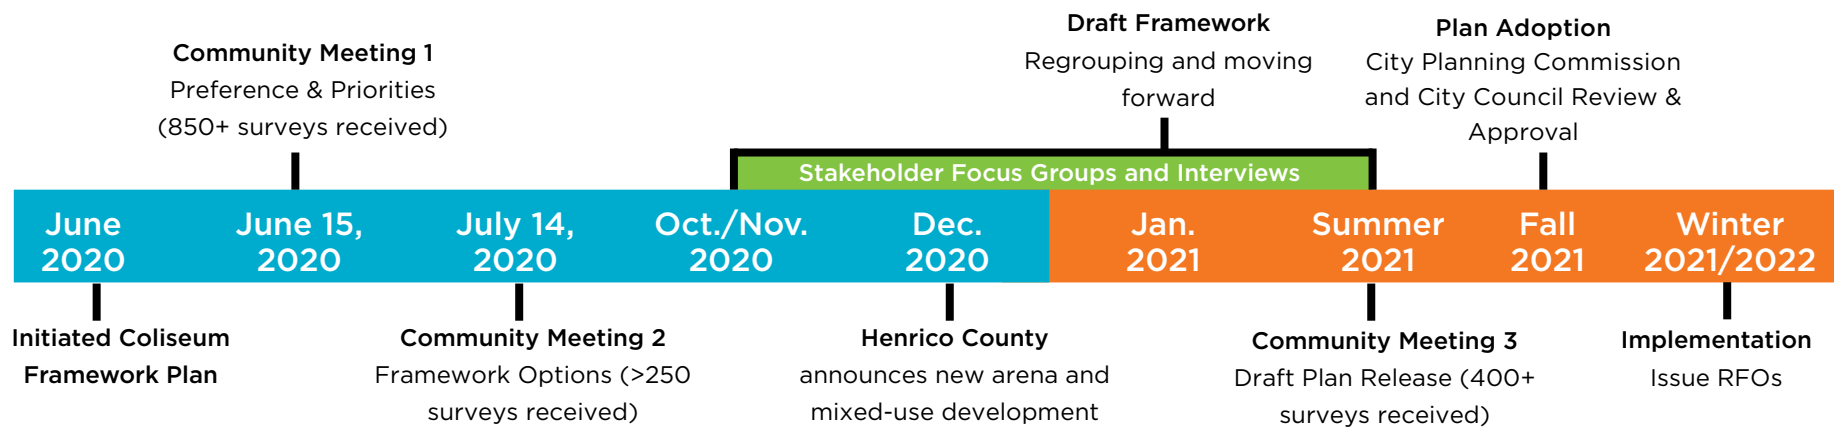 Community Meeting 1
Preference & Priorities
(850+ surveys received)
Draft Framework
Regrouping and moving
forward
Plan Adoption
City Planning Commission
and City Council Review &
Approval
Stakeholder Focus Groups and Interviews
June
2020
June 15,
2020
July 14,
2020
Oct./Nov.
2020
Dec.
2020
Jan.
2021
Summer
2021
Fall
2021
Winter
2021/2022
Initiated Coliseum
Framework Plan
Community Meeting 2
Framework Options (>250
surveys received)
Henrico County
announces new arena and
mixed-use development
Community Meeting 3
Draft Plan Release (400+
surveys received)
Implementation
Issue RFOs